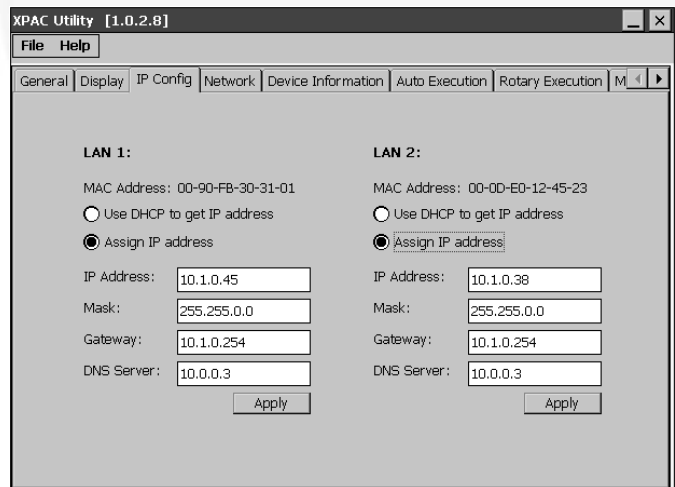 XPAC Utility [1.0.2.8]
File Help
General Display IP Config Network Device Information Auto Execution Rotary Execution M
LAN 1:
MAC Address: 00-90-FB-30-31-01
Use DHCP to get IP address
Assign IP address
IP Address: 10.1.0.45
Mask: 255.255.0.0
Gateway: 10.1.0.254
DNS Server: 10.0.0.3
Apply
LAN 2:
MAC Address: 00-0D-E0-12-45-23
Use DHCP to get IP address
Assign IP address
IP Address: 10.1.0.38
Mask: 255.255.0.0
Gateway: 10.1.0.254
DNS Server: 10.0.0.3
Apply